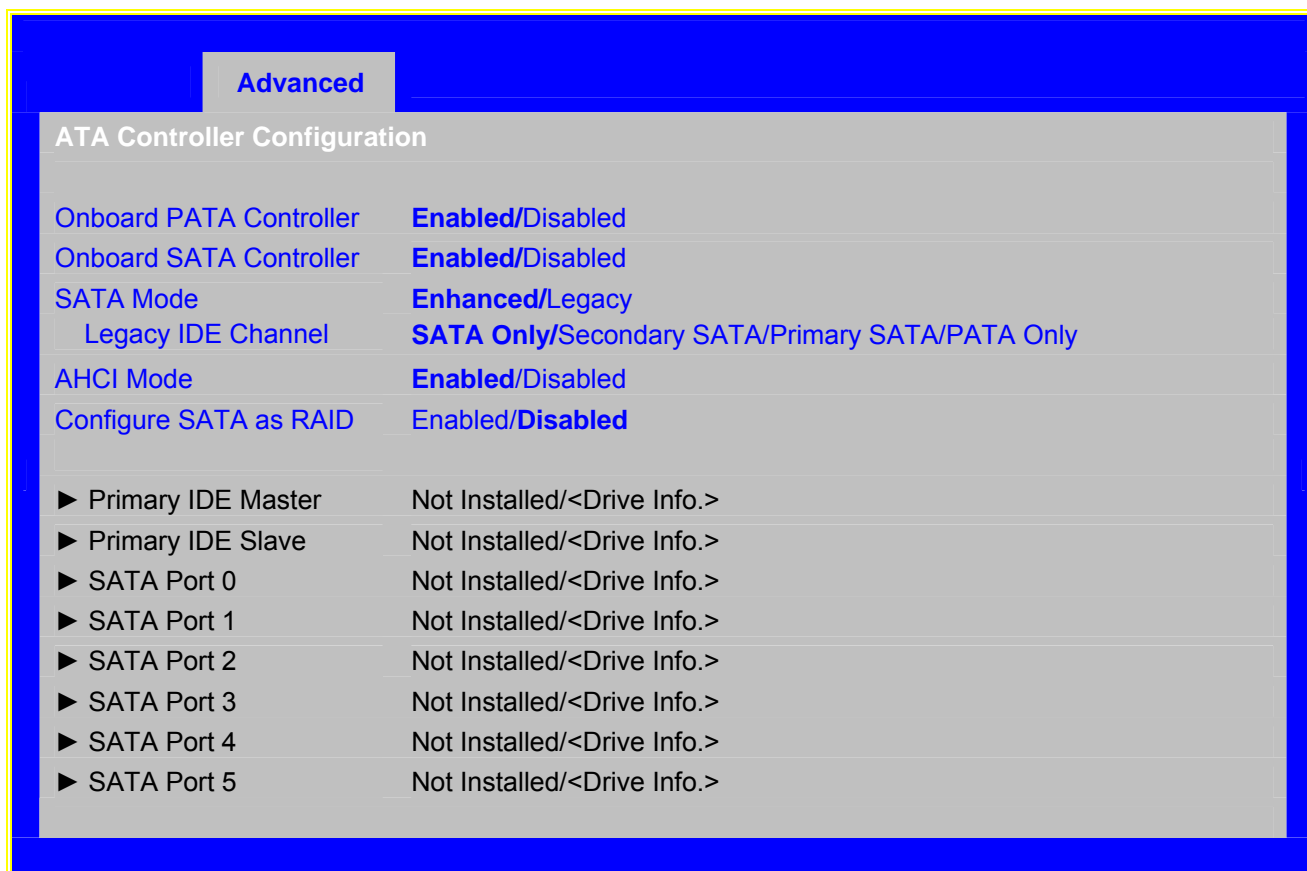 Advanced
ATA Controller Configuration
Onboard PATA Controller Enabled/Disabled
Onboard SATA Controller Enabled/Disabled
SATA Mode Enhanced/Legacy
Legacy IDE Channel SATA Only/Secondary SATA/Primary SATA/PATA Only
AHCI Mode Enabled/Disabled
Configure SATA as RAID Enabled/Disabled
► Primary IDE Master Not Installed/<Drive Info.>
► Primary IDE Slave Not Installed/<Drive Info.>
► SATA Port 0 Not Installed/<Drive Info.>
► SATA Port 1 Not Installed/<Drive Info.>
► SATA Port 2 Not Installed/<Drive Info.>
► SATA Port 3 Not Installed/<Drive Info.>
► SATA Port 4 Not Installed/<Drive Info.>
► SATA Port 5 Not Installed/<Drive Info.>